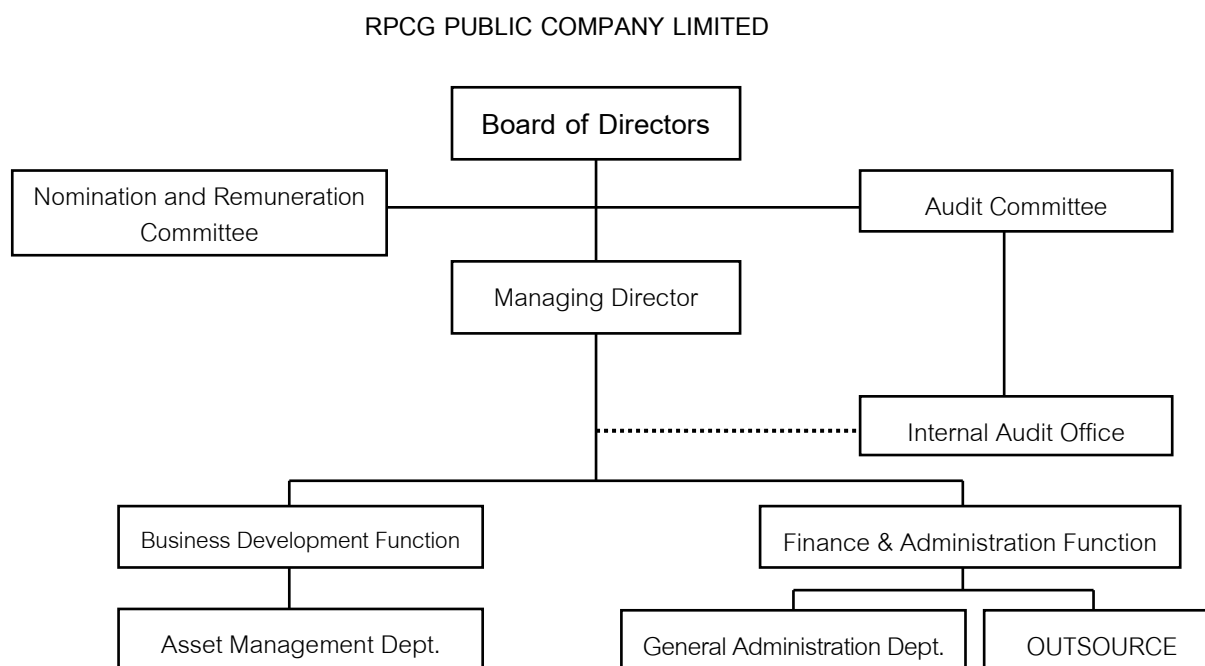 RPCG PUBLIC COMPANY LIMITED
Board of Directors
Nomination and Remuneration
Committee
Audit Committee
Managing Director
Internal Audit Office
Business Development Function
Finance & Administration Function
Asset Management Dept.
General Administration Dept.
OUTSOURCE